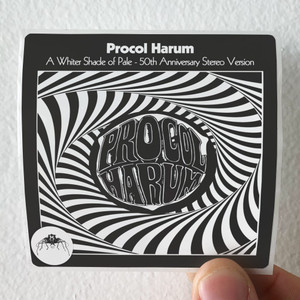 Procol Harum
A Whiter Shade of Pale - 50th Anniversary Stereo Version
PROCOL
HARUM